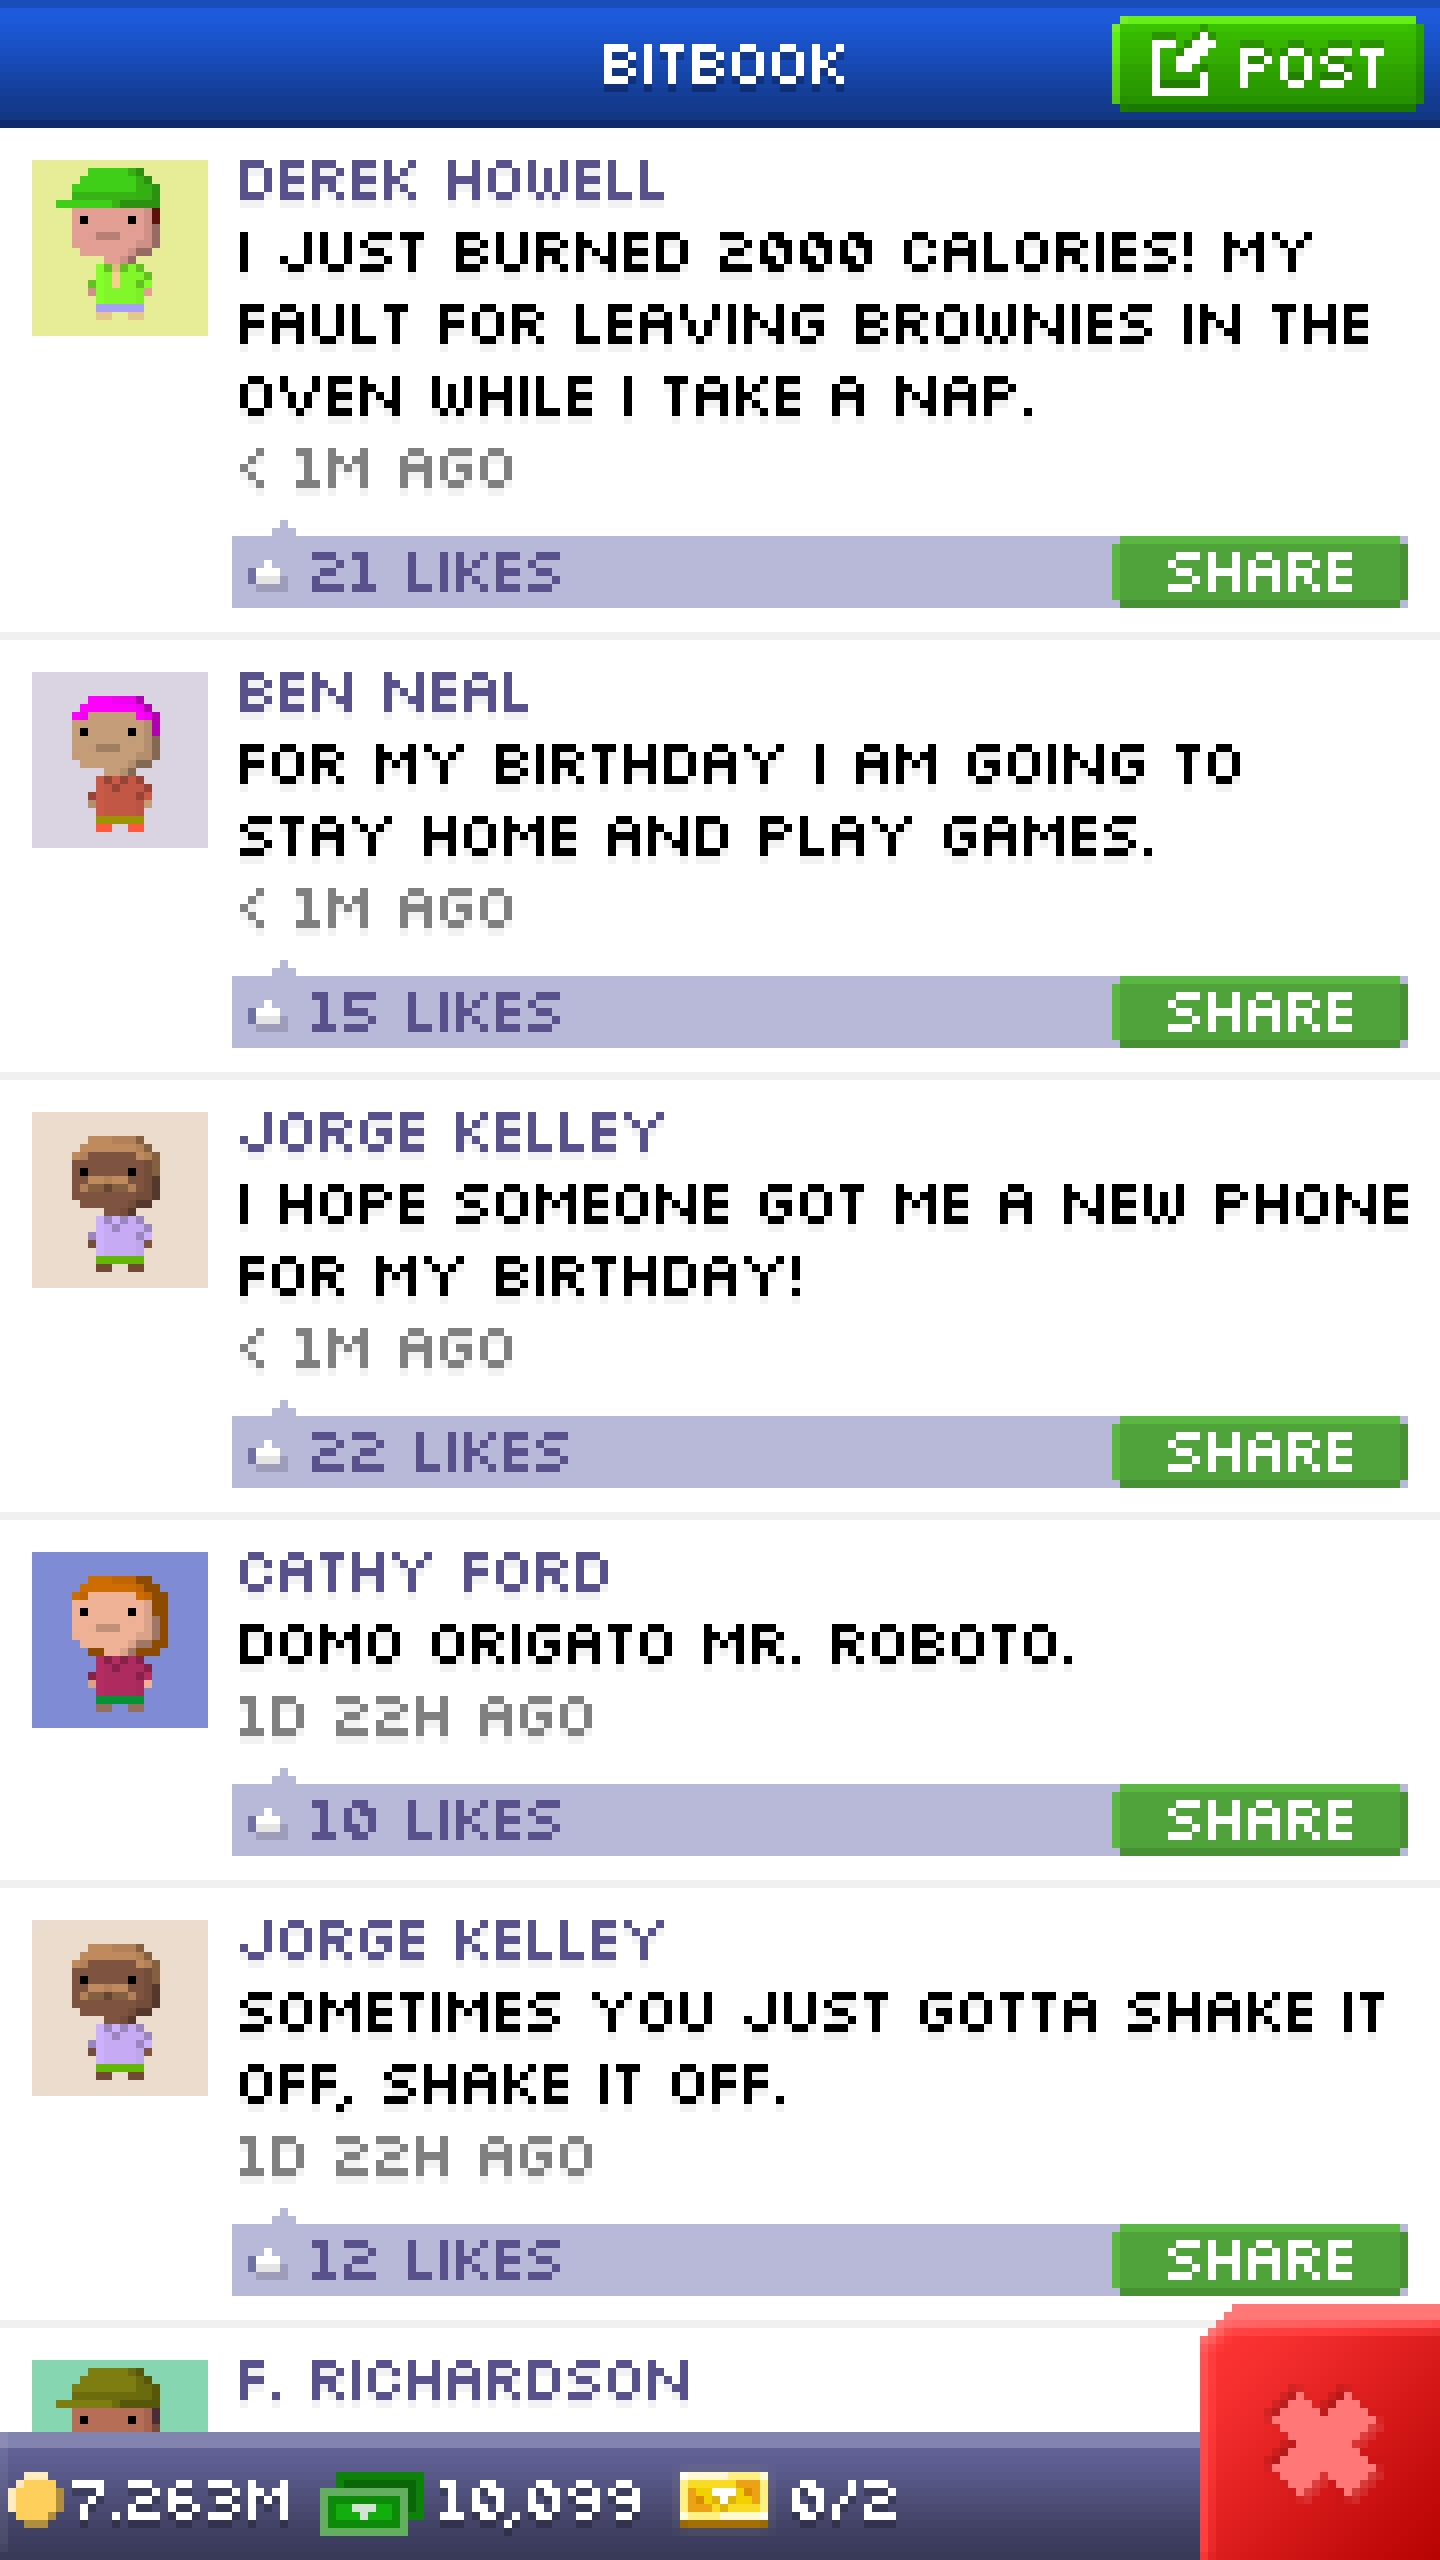 BITBOOK
POST
DEREK HOWELL
I JUST BURNED 2000 CALORIES! MY
FAULT FOR LEAVING BROWNIES IN THE
OVEN WHILE I TAKE A NAP.
< 1M AGO
21 LIKES
SHARE
BEN NEAL
FOR MY BIRTHDAY I AM GOING TO
STAY HOME AND PLAY GAMES.
< 1M AGO
15 LIKES
SHARE
JORGE KELLEY
I HOPE SOMEONE GOT ME A NEW PHONE
FOR MY BIRTHDAY!
< 1M AGO
22 LIKES
SHARE
CATHY FORD
DOMO ORIGATO MR. ROBOTO.
1D 22H AGO
10 LIKES
SHARE
JORGE KELLEY
SOMETIMES YOU JUST GOTTA SHAKE IT
OFF, SHAKE IT OFF.
1D 22H AGO
12 LIKES
SHARE
F. RICHARDSON
7.263M 10,099 0/2